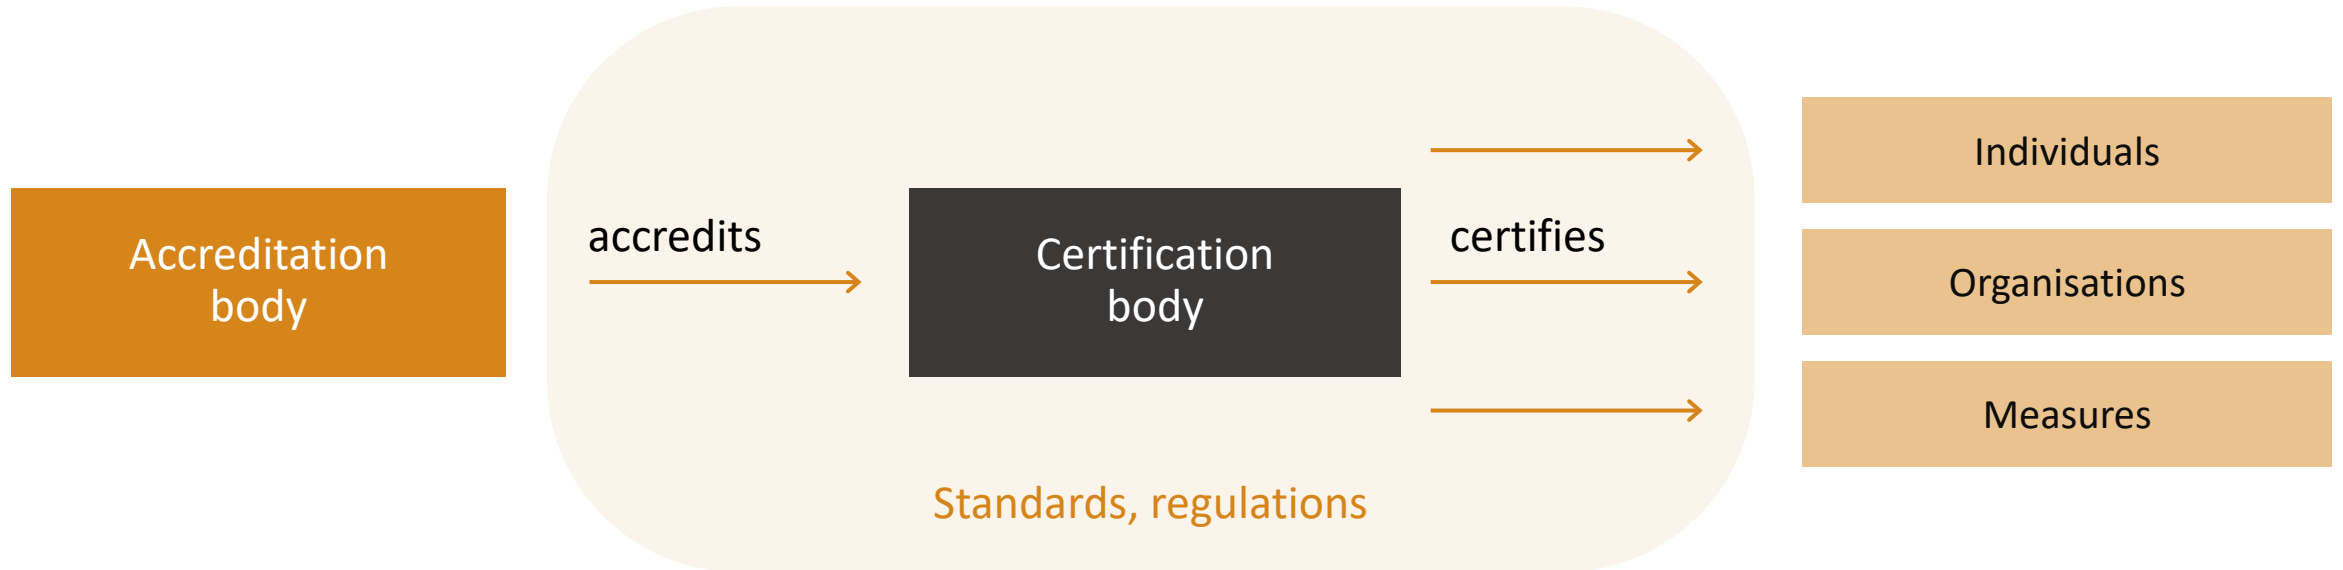 Accreditation
body
accredits
Certification
body
certifies
Individuals
Organisations
Measures
Standards, regulations